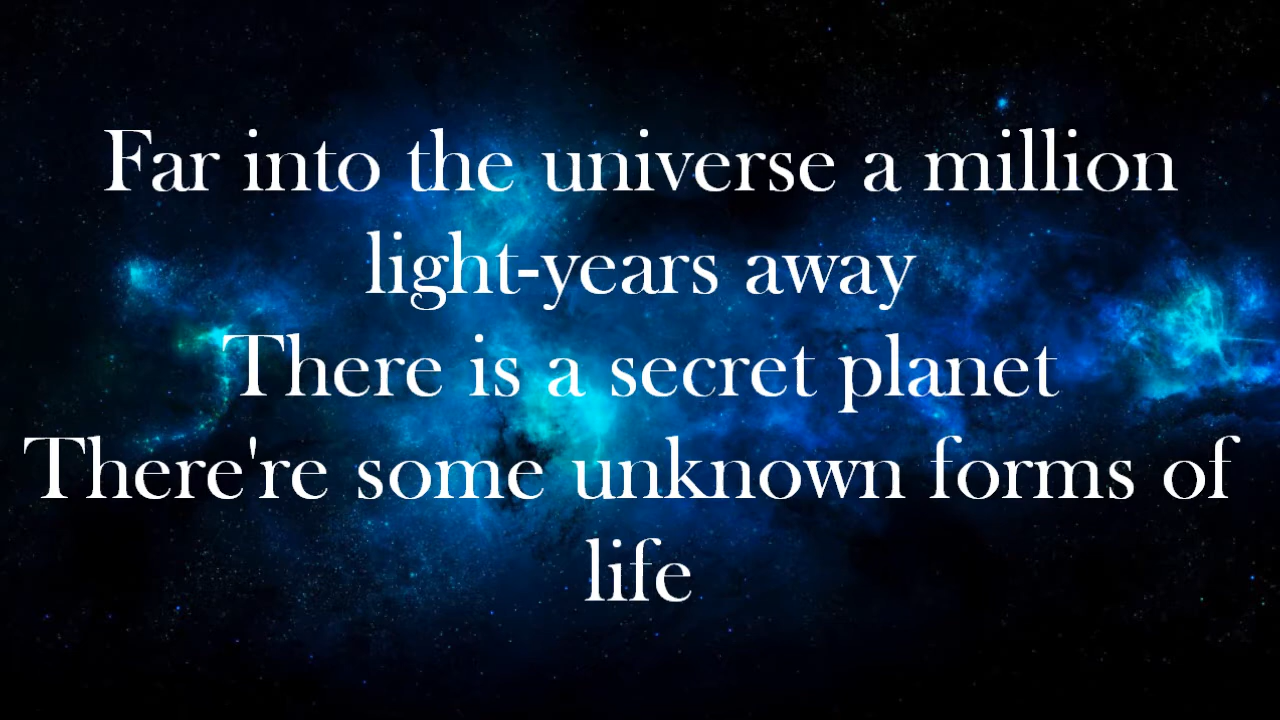 Far into the universe a million
light-years away
There is a secret planet
There're some unknown forms of
life